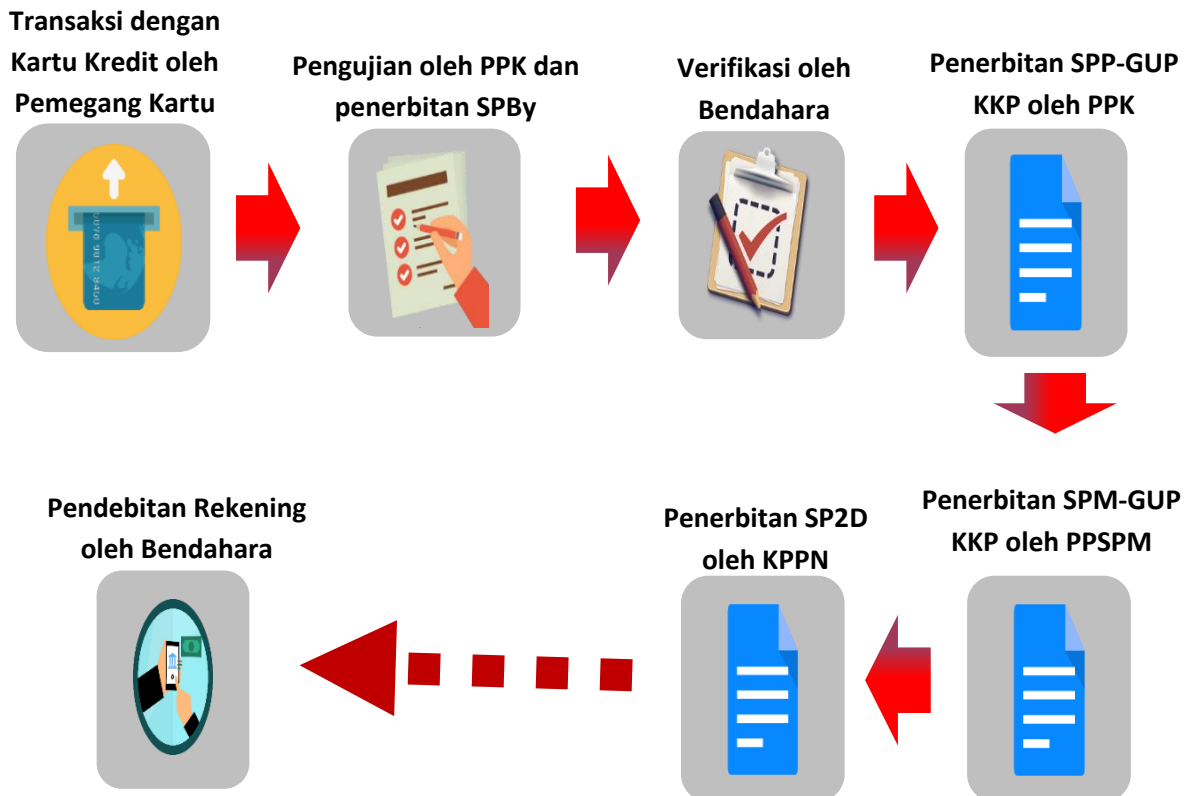 Transaksi dengan
Kartu Kredit oleh
Pemegang Kartu
Pengujian oleh PPK dan
penerbitan SPBy
Verifikasi oleh
Bendahara
Penerbitan SPP-GUP
KKP oleh PPK
Penerbitan SPM-GUP
KKP oleh PPSPM
Penerbitan SP2D
oleh KPPN
Pendebitan Rekening
oleh Bendahara